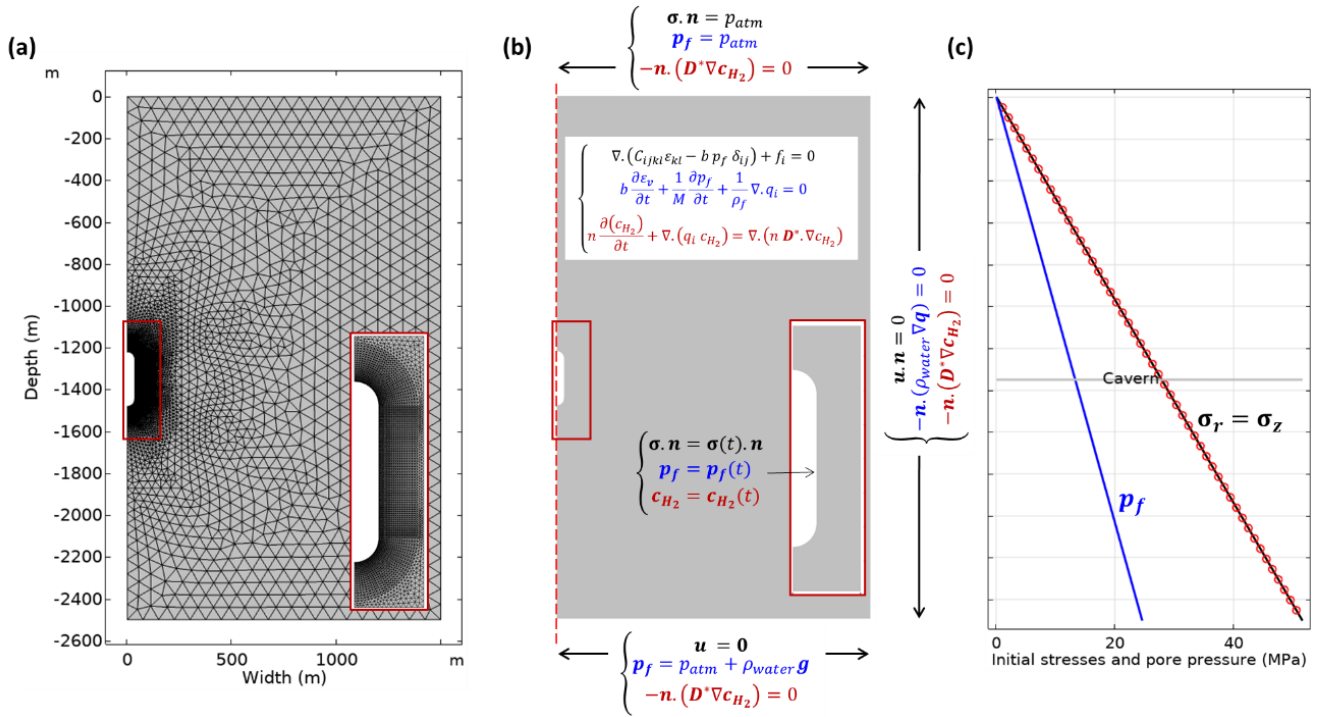 (a)
m
0
-200
-400
-600
-800
-1000
-1200
-1400
-1600
-1800
-2000
-2200
-2400
-2600
Depth (m)
0
500
1000
m
Width (m)
(b)
σ.n = p_atm
p_f = p_atm
−n.(D*∇c_H₂) = 0
∇.(C_ijkl ε_kl − b p_f δ_ij) + f_i = 0
b ∂ε_v/∂t + 1/M ∂p_f/∂t + 1/ρ_f ∇.q_i = 0
n ∂(c_H₂)/∂t + ∇.(q_i c_H₂) = ∇.(n D*.∇c_H₂)
σ.n = σ(t).n
p_f = p_f(t)
c_H₂ = c_H₂(t)
u.n = 0
−n.(ρ_water ∇q) = 0
−n.(D*∇c_H₂) = 0
u = 0
p_f = p_atm + ρ_water g
−n.(D*∇c_H₂) = 0
(c)
Cavern
σ_r = σ_z
p_f
0
20
40
Initial stresses and pore pressure (MPa)